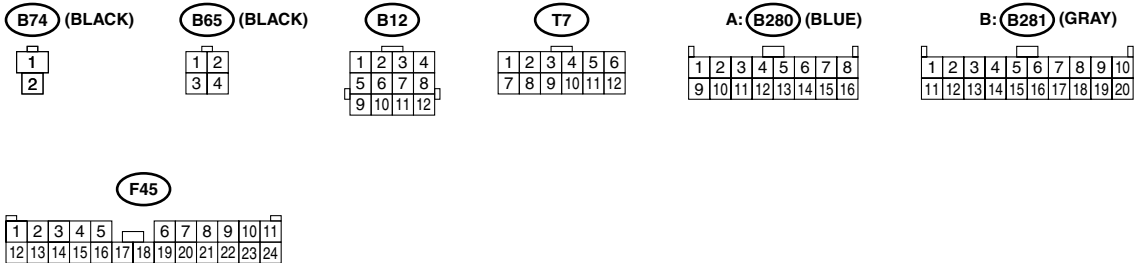 B74 (BLACK) B65 (BLACK) B12 T7 A: B280 (BLUE) B: B281 (GRAY)
1 1 2 1 2 3 4 1 2 3 4 5 6 1 2 3 4 5 6 7 8 1 2 3 4 5 6 7 8 9 10
2 3 4 5 6 7 8 7 8 9 10 11 12 9 10 11 12 13 14 15 16 11 12 13 14 15 16 17 18 19 20
9 10 11 12
F45
1 2 3 4 5 6 7 8 9 10 11
12 13 14 15 16 17 18 19 20 21 22 23 24